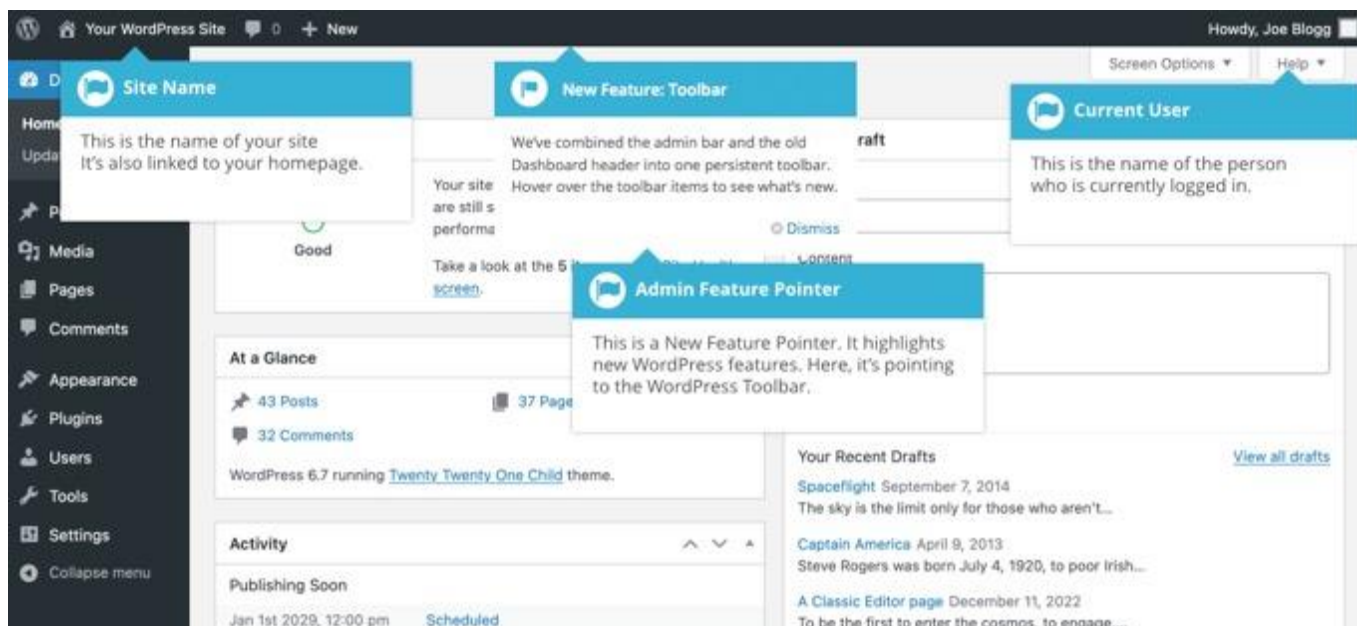 Your WordPress Site 0 + New
Howdy, Joe Blogg
Screen Options ▼ Help ▼
D
Home
Upda
P
Media
Pages
Comments
Appearance
Plugins
Users
Tools
Settings
Collapse menu
Site Name
This is the name of your site
It's also linked to your homepage.
New Feature: Toolbar
We've combined the admin bar and the old
Dashboard header into one persistent toolbar.
Hover over the toolbar items to see what's new.
Dismiss
Current User
This is the name of the person
who is currently logged in.
Admin Feature Pointer
This is a New Feature Pointer. It highlights
new WordPress features. Here, it's pointing
to the WordPress Toolbar.
Good
Your site
are still s
performa
Take a look at the 5
screen.
raft
Content
At a Glance
43 Posts 37 Page
32 Comments
WordPress 6.7 running Twenty Twenty One Child theme.
Activity
Publishing Soon
Jan 1st 2029, 12:00 pm Scheduled
Your Recent Drafts View all drafts
Spaceflight September 7, 2014
The sky is the limit only for those who aren't...
Captain America April 9, 2013
Steve Rogers was born July 4, 1920, to poor Irish...
A Classic Editor page December 11, 2022
To be the first to enter the cosmos, to engage,...